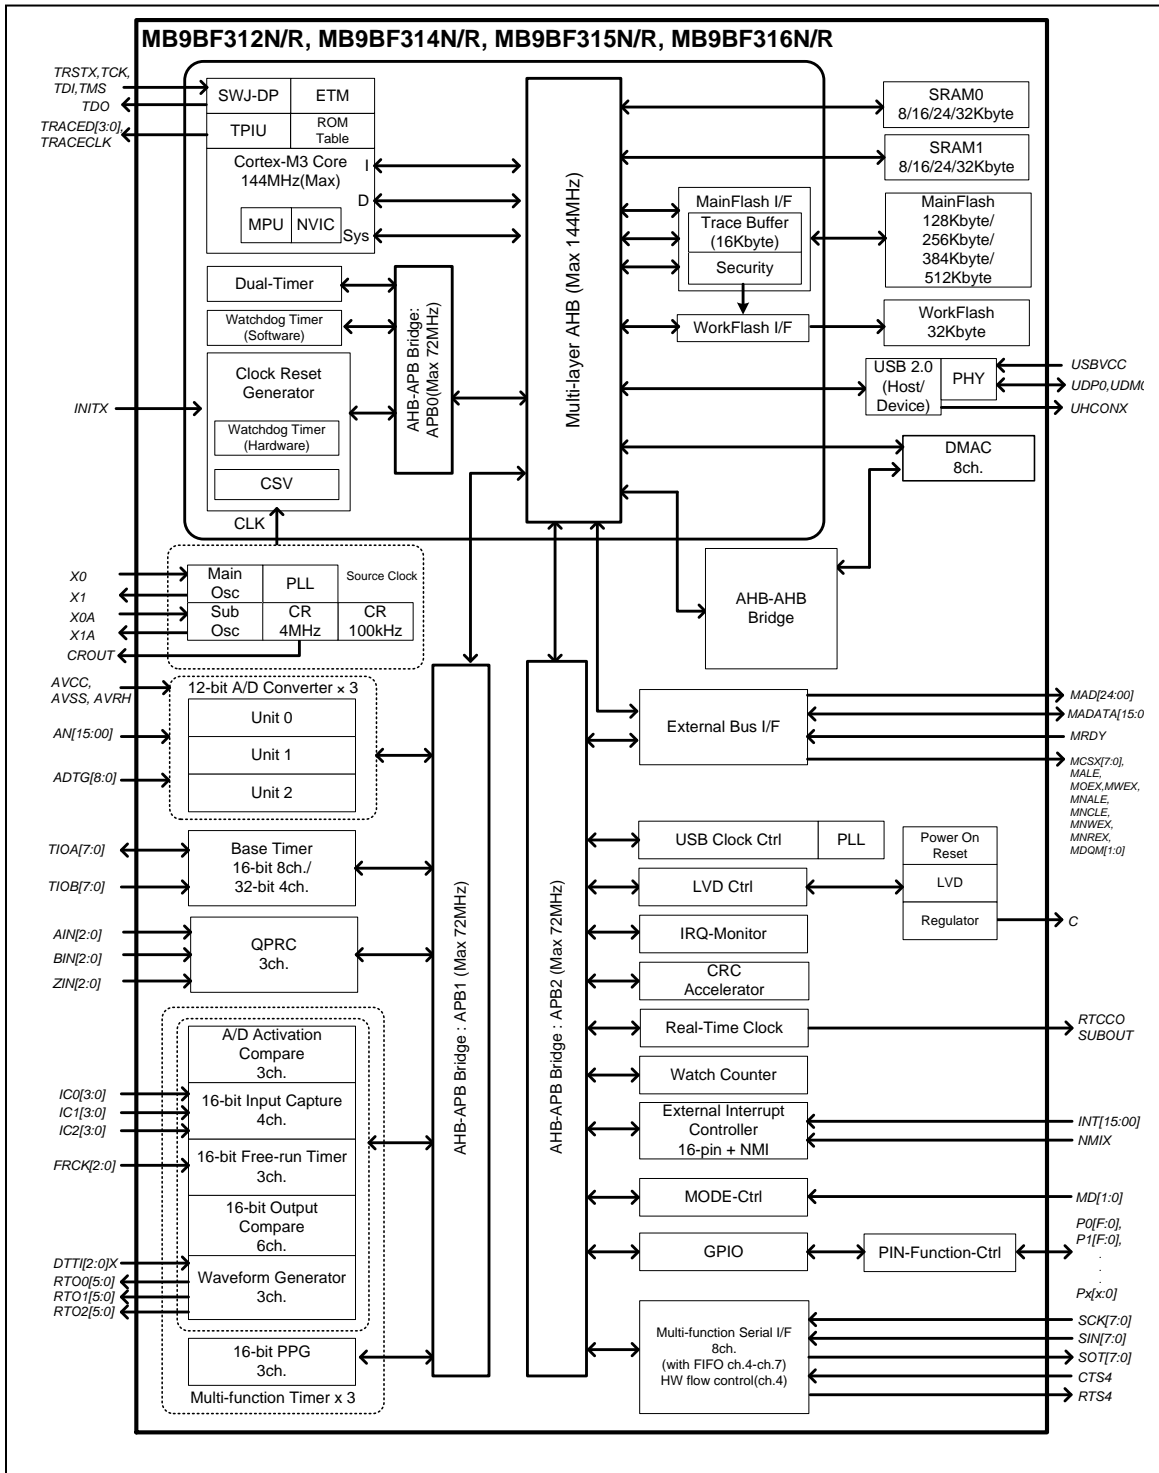 MB9BF312N/R, MB9BF314N/R, MB9BF315N/R, MB9BF316N/R
TRSTX,TCK,
TDI,TMS
TDO
TRACED[3:0],
TRACECLK
SWJ-DP
ETM
TPIU
ROM
Table
Cortex-M3 Core
144MHz(Max)
I
D
Sys
MPU
NVIC
Dual-Timer
Watchdog Timer
(Software)
Clock Reset
Generator
Watchdog Timer
(Hardware)
CSV
CLK
INITX
AHB-APB Bridge:
APB0(Max 72MHz)
Multi-layer AHB (Max 144MHz)
SRAM0
8/16/24/32Kbyte
SRAM1
8/16/24/32Kbyte
MainFlash I/F
Trace Buffer
(16Kbyte)
Security
MainFlash
128Kbyte/
256Kbyte/
384Kbyte/
512Kbyte
WorkFlash I/F
WorkFlash
32Kbyte
USB 2.0
(Host/
Device)
PHY
USBVCC
UDP0,UDM0
UHCONX
DMAC
8ch.
AHB-AHB
Bridge
X0
X1
X0A
X1A
CROUT
Main
Osc
PLL
Source Clock
Sub
Osc
CR
4MHz
CR
100kHz
AVCC,
AVSS, AVRH
AN[15:00]
ADTG[8:0]
12-bit A/D Converter × 3
Unit 0
Unit 1
Unit 2
TIOA[7:0]
TIOB[7:0]
Base Timer
16-bit 8ch./
32-bit 4ch.
AIN[2:0]
BIN[2:0]
ZIN[2:0]
QPRC
3ch.
A/D Activation
Compare
3ch.
IC0[3:0]
IC1[3:0]
IC2[3:0]
16-bit Input Capture
4ch.
FRCK[2:0]
16-bit Free-run Timer
3ch.
16-bit Output
Compare
6ch.
DTTI[2:0]X
RTO0[5:0]
RTO1[5:0]
RTO2[5:0]
Waveform Generator
3ch.
16-bit PPG
3ch.
Multi-function Timer x 3
AHB-APB Bridge : APB1 (Max 72MHz)
AHB-APB Bridge : APB2 (Max 72MHz)
External Bus I/F
MAD[24:00]
MADATA[15:0
MRDY
MCSX[7:0],
MALE,
MOEX,MWEX,
MNALE,
MNCLE,
MNWEX,
MNREX,
MDQM[1:0]
USB Clock Ctrl
PLL
LVD Ctrl
Power On
Reset
LVD
Regulator
C
IRQ-Monitor
CRC
Accelerator
Real-Time Clock
RTCCO
SUBOUT
Watch Counter
External Interrupt
Controller
16-pin + NMI
INT[15:00]
NMIX
MODE-Ctrl
MD[1:0]
GPIO
PIN-Function-Ctrl
P0[F:0],
P1[F:0],
.
.
.
Px[x:0]
Multi-function Serial I/F
8ch.
(with FIFO ch.4-ch.7)
HW flow control(ch.4)
SCK[7:0]
SIN[7:0]
SOT[7:0]
CTS4
RTS4